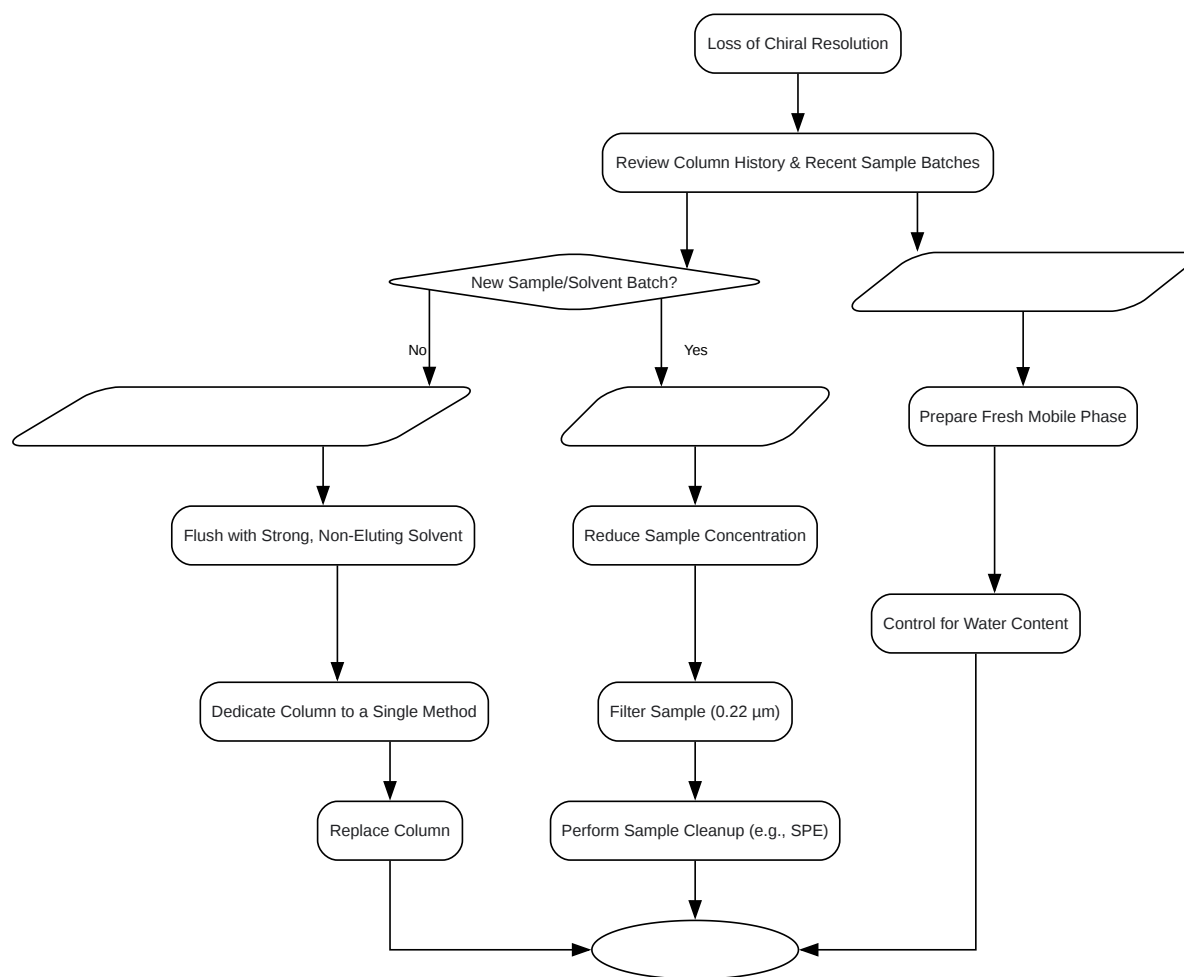 Loss of Chiral Resolution
Review Column History & Recent Sample Batches
New Sample/Solvent Batch?
No
Yes
Prepare Fresh Mobile Phase
Flush with Strong, Non-Eluting Solvent
Reduce Sample Concentration
Control for Water Content
Dedicate Column to a Single Method
Filter Sample (0.22 µm)
Replace Column
Perform Sample Cleanup (e.g., SPE)